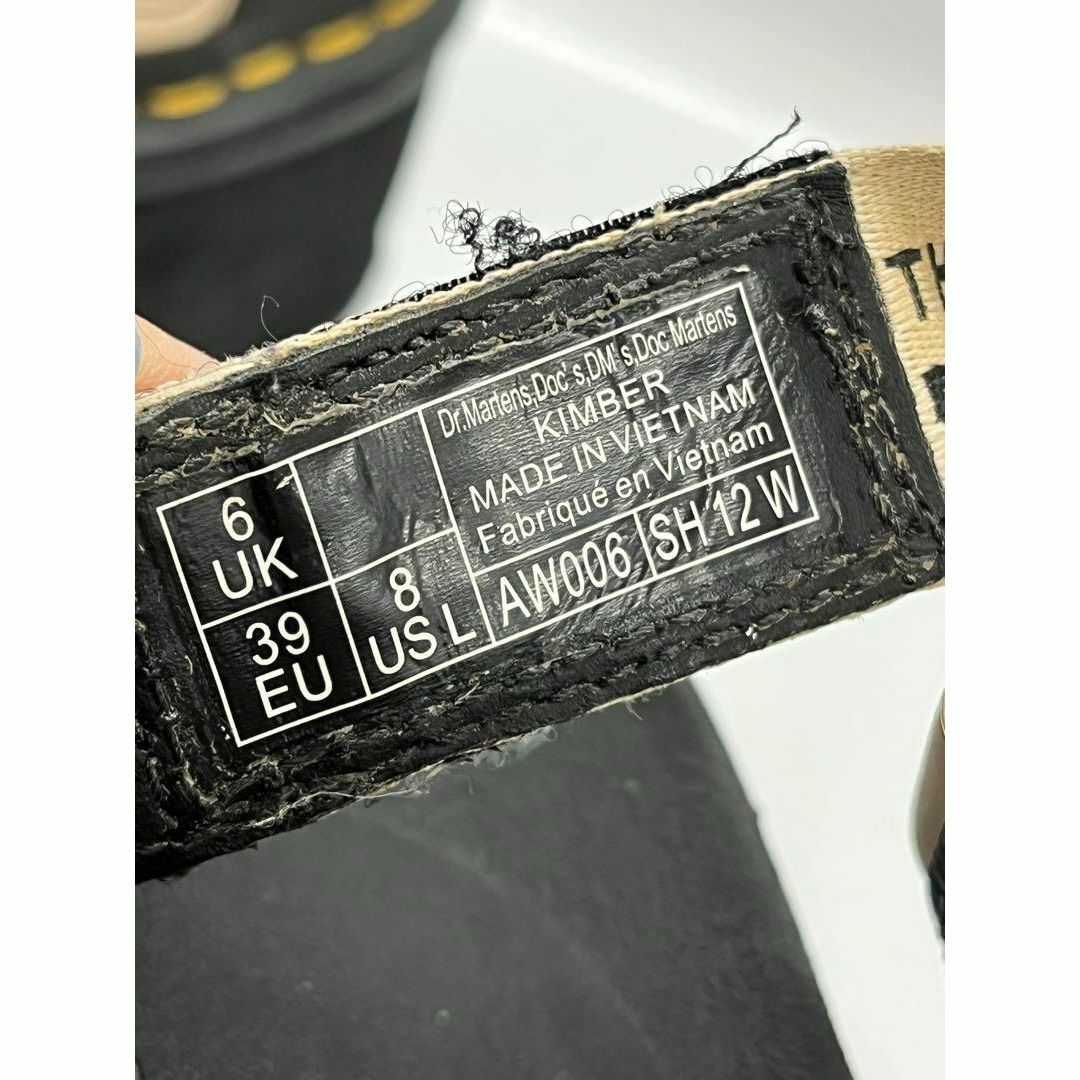 Dr.Martens,Doc's,DM's,Doc Martens
KIMBER
MADE IN VIETNAM
Fabriqué en Vietnam
6
UK
39
EU
8
US L
AW006
SH 12 W
TH